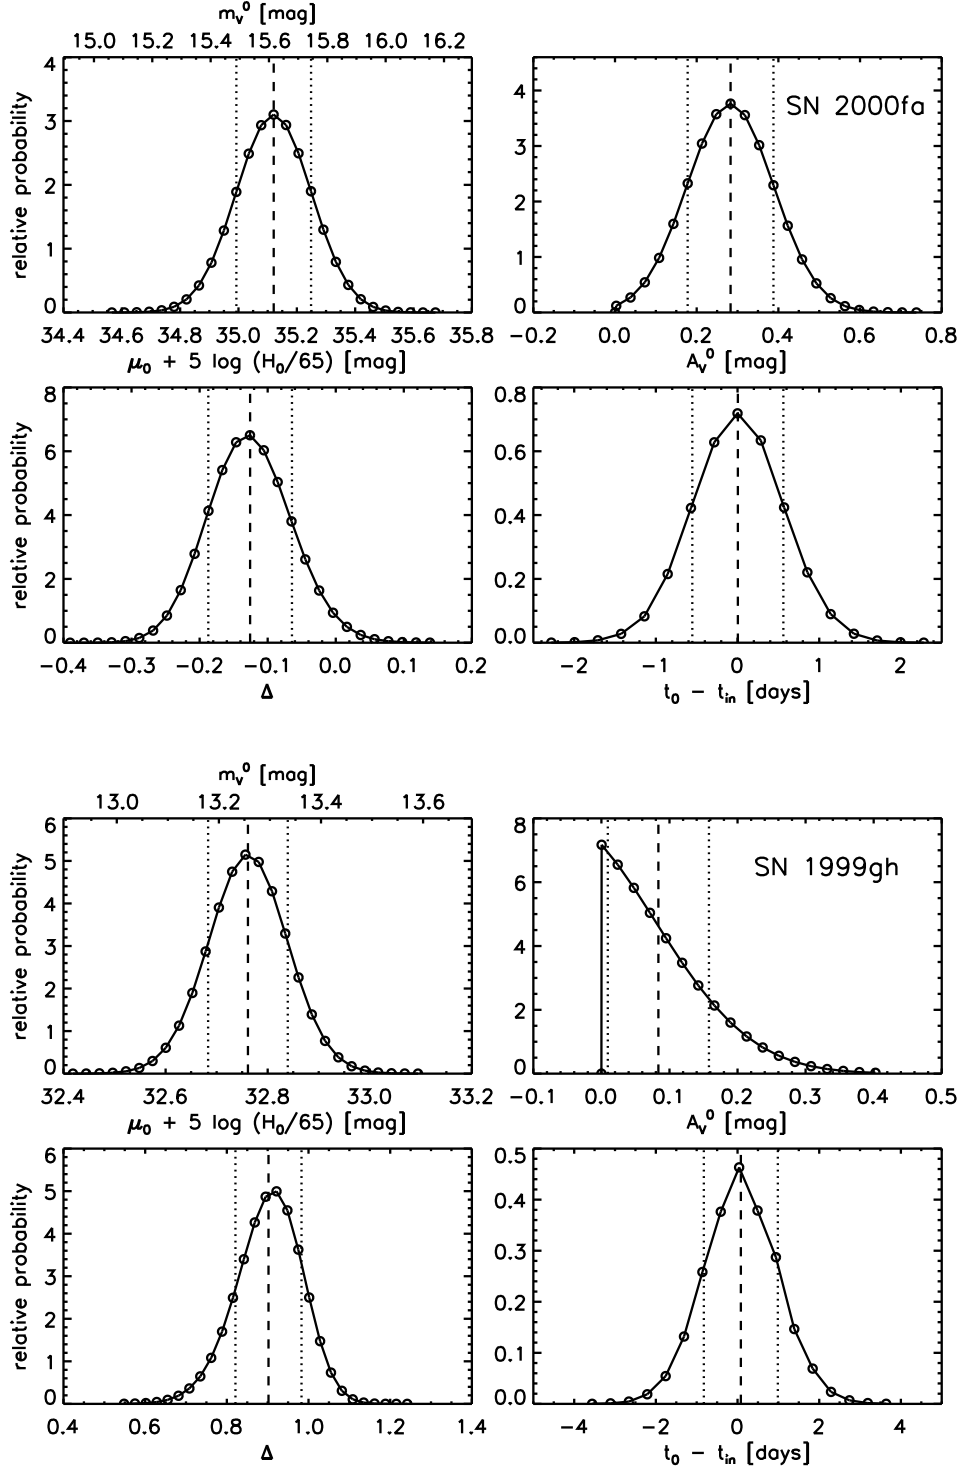 m_v^0 [mag]
15.0 15.2 15.4 15.6 15.8 16.0 16.2
4
3
2
1
0
relative probability
34.4 34.6 34.8 35.0 35.2 35.4 35.6 35.8
μ_0 + 5 log (H_0/65) [mag]
SN 2000fa
4
3
2
1
0
−0.2 0.0 0.2 0.4 0.6 0.8
A_v^0 [mag]
8
6
4
2
0
relative probability
−0.4 −0.3 −0.2 −0.1 0.0 0.1 0.2
Δ
0.8
0.6
0.4
0.2
0.0
−2 −1 0 1 2
t_0 − t_in [days]
m_v^0 [mag]
13.0 13.2 13.4 13.6
6
5
4
3
2
1
0
relative probability
32.4 32.6 32.8 33.0 33.2
μ_0 + 5 log (H_0/65) [mag]
SN 1999gh
8
6
4
2
0
−0.1 0.0 0.1 0.2 0.3 0.4 0.5
A_v^0 [mag]
6
5
4
3
2
1
0
relative probability
0.4 0.6 0.8 1.0 1.2 1.4
Δ
0.5
0.4
0.3
0.2
0.1
0.0
−4 −2 0 2 4
t_0 − t_in [days]